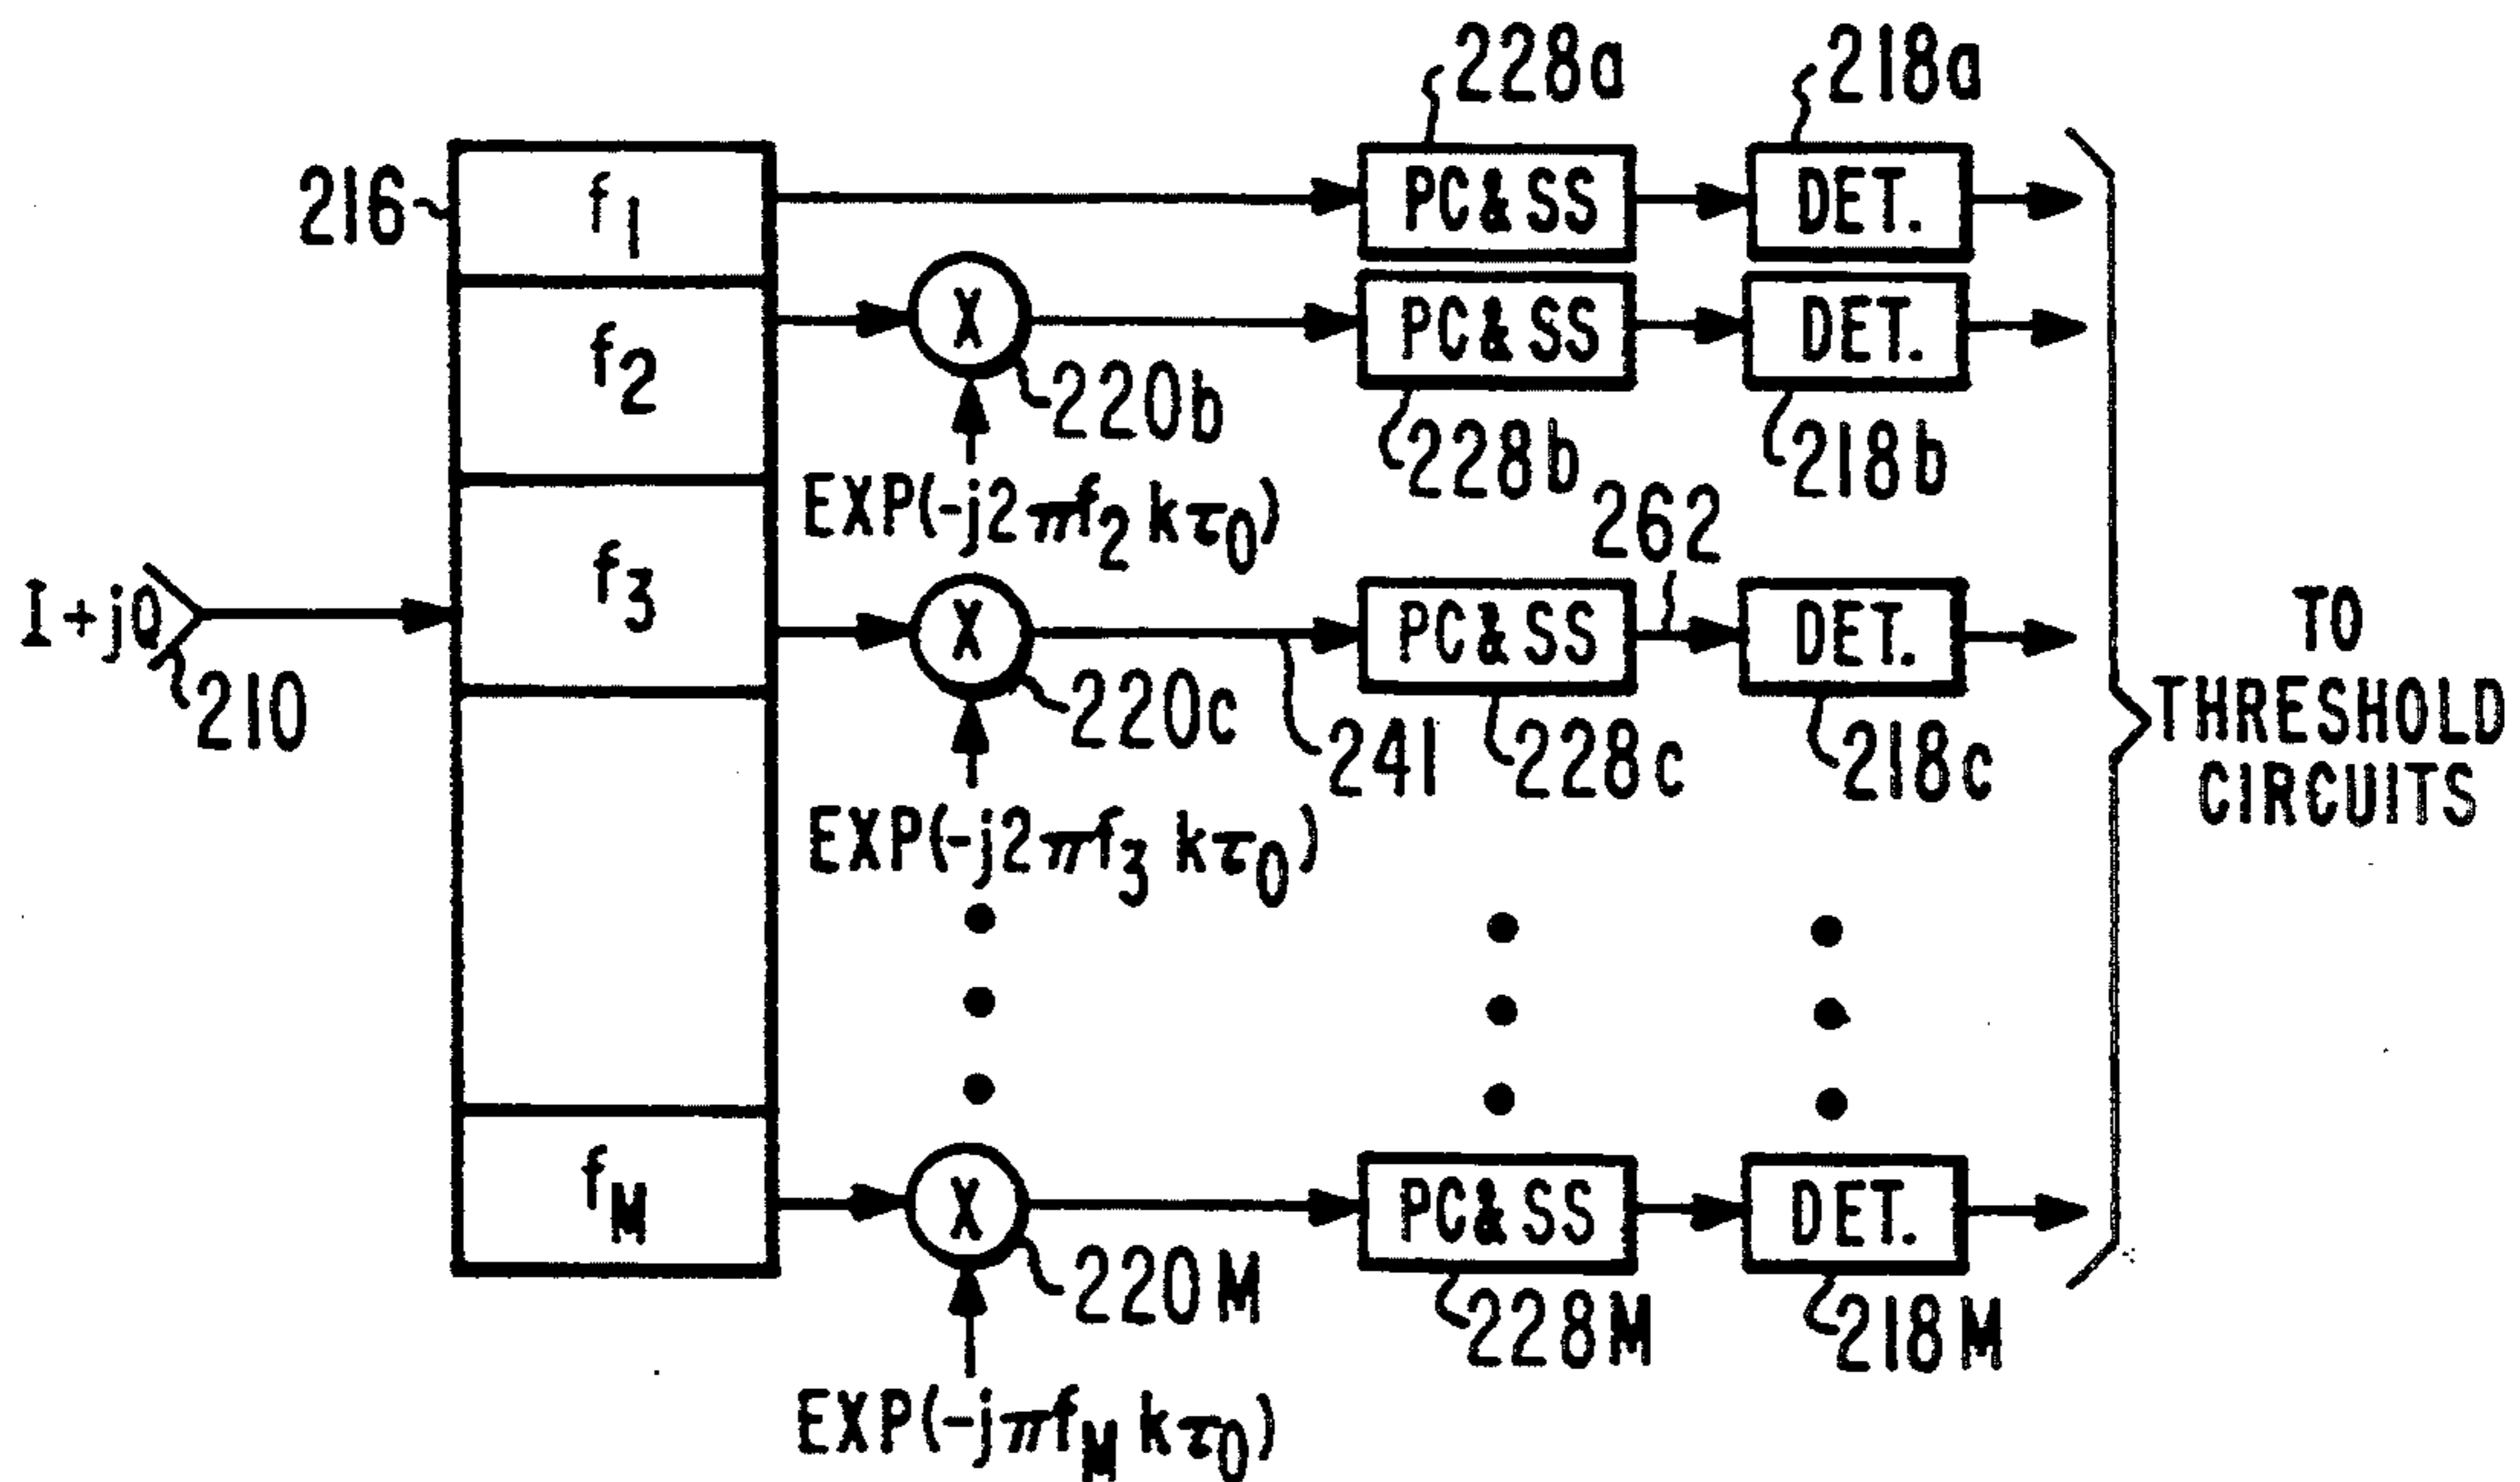 228a 218a
216 f1 PC&SS DET.
f2 X PC&SS DET.
220b
228b 218b
EXP(-j2πf2 kτ0) 262
I+jQ f3 X PC&SS DET. TO
210 220c 241 228c 218c THRESHOLD
CIRCUITS
EXP(-j2πf3 kτ0)
fM X PC&SS DET.
220M 228M 218M
EXP(-jπfM kτ0)